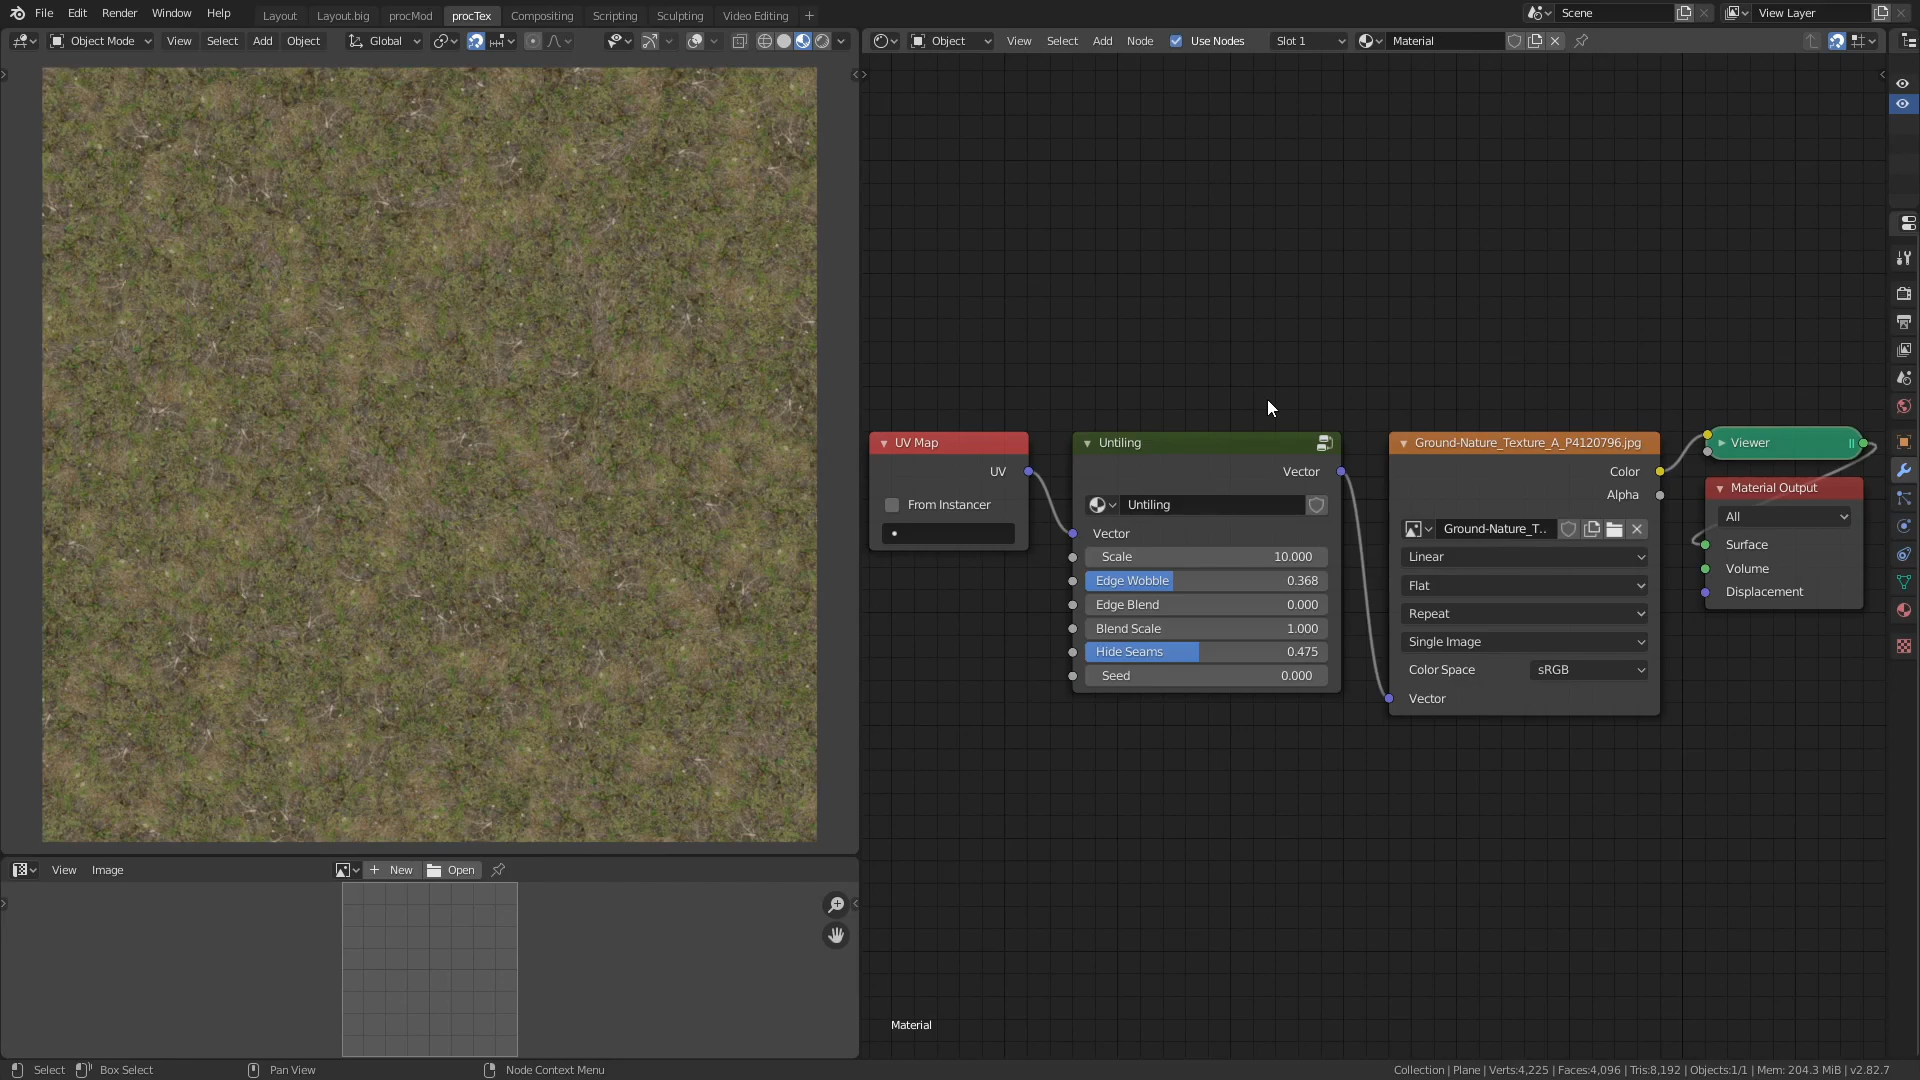 File Edit Render Window Help Layout Layout.big procMod procTex Compositing Scripting Sculpting Video Editing + Scene View Layer
Object Mode View Select Add Object Global
Object View Select Add Node Use Nodes Slot 1 Material
UV Map
UV
From Instancer
Untiling
Vector
Untiling
Vector
Scale 10.000
Edge Wobble 0.368
Edge Blend 0.000
Blend Scale 1.000
Hide Seams 0.475
Seed 0.000
Ground-Nature_Texture_A_P4120796.jpg
Color
Alpha
Ground-Nature_T..
Linear
Flat
Repeat
Single Image
Color Space sRGB
Vector
Viewer
Material Output
All
Surface
Volume
Displacement
View Image + New Open
Material
Select Box Select Pan View Node Context Menu Collection | Plane | Verts:4,225 | Faces:4,096 | Tris:8,192 | Objects:1/1 | Mem: 204.3 MiB | v2.82.7